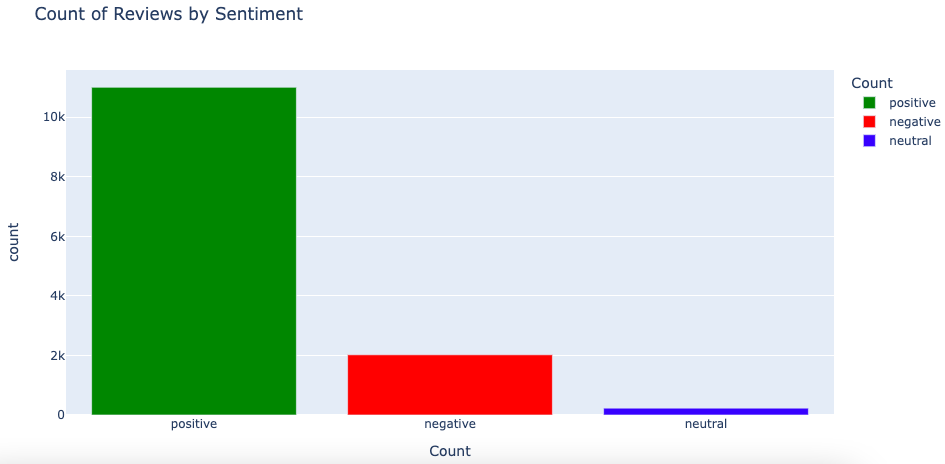 Count of Reviews by Sentiment
count
10k
8k
6k
4k
2k
0
positive
negative
neutral
Count
Count
positive
negative
neutral